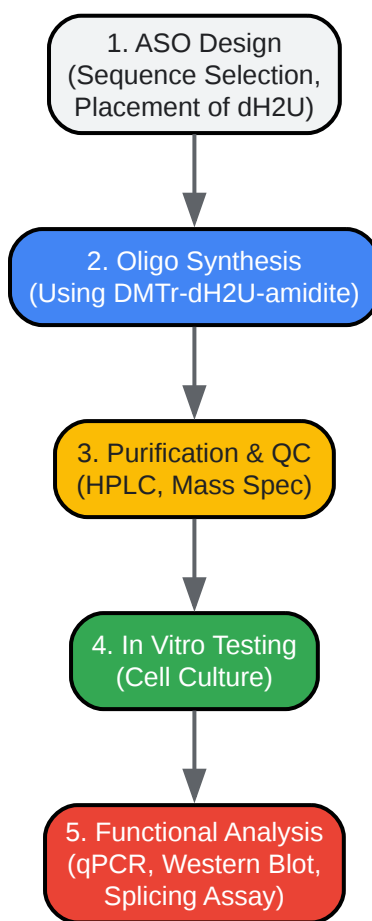 1. ASO Design
(Sequence Selection,
Placement of dH2U)
2. Oligo Synthesis
(Using DMTr-dH2U-amidite)
3. Purification & QC
(HPLC, Mass Spec)
4. In Vitro Testing
(Cell Culture)
5. Functional Analysis
(qPCR, Western Blot,
Splicing Assay)